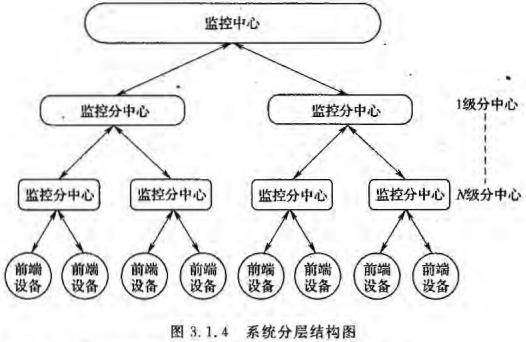 监控中心
监控分中心 监控分中心 1级分中心
监控分中心 监控分中心 监控分中心 监控分中心 N级分中心
前端 前端 前端 前端 前端 前端 前端 前端
设备 设备 设备 设备 设备 设备 设备 设备
图 3.1.4 系统分层结构图